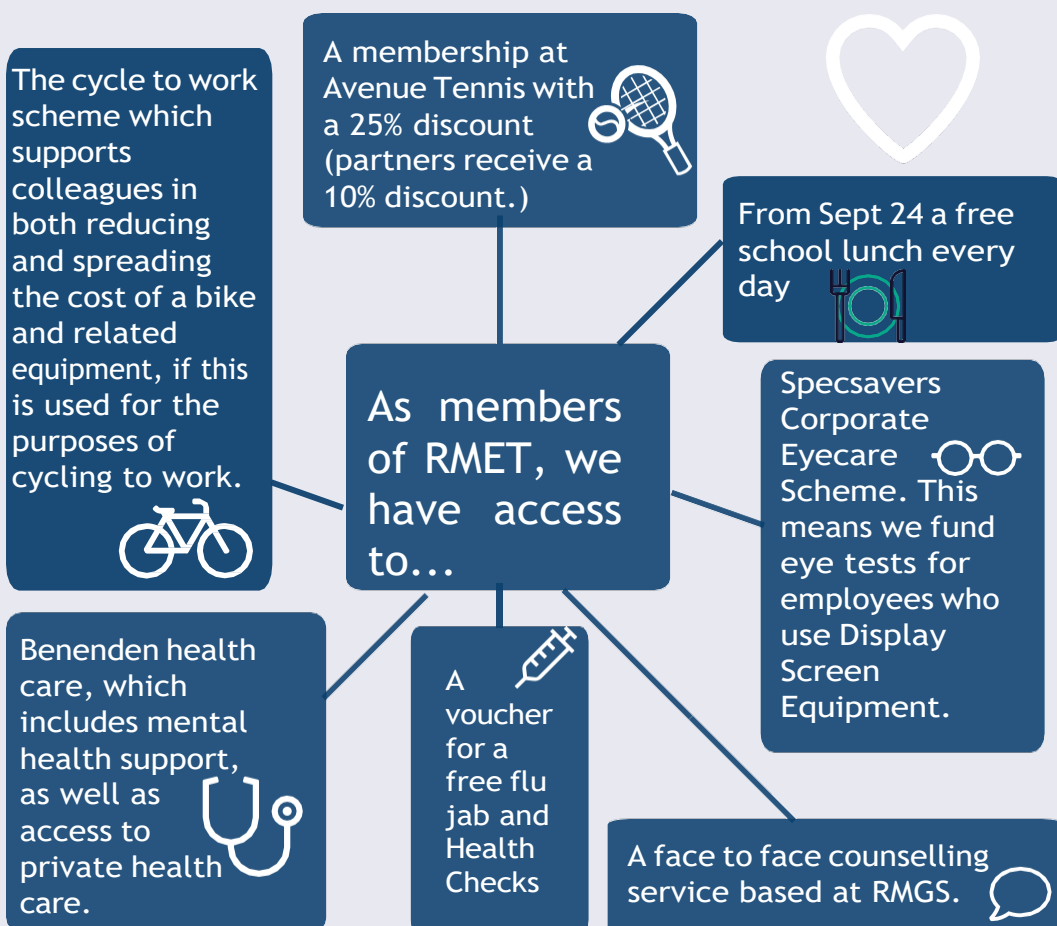 The cycle to work
scheme which
supports
colleagues in
both reducing
and spreading
the cost of a bike
and related
equipment, if this
is used for the
purposes of
cycling to work.
A membership at
Avenue Tennis with
a 25% discount
(partners receive a
10% discount.)
From Sept 24 a free
school lunch every
day
As members
of RMET, we
have access
to...
Specsavers
Corporate
Eyecare
Scheme. This
means we fund
eye tests for
employees who
use Display
Screen
Equipment.
Benenden health
care, which
includes mental
health support,
as well as
access to
private health
care.
A
voucher
for a
free flu
jab and
Health
Checks
A face to face counselling
service based at RMGS.